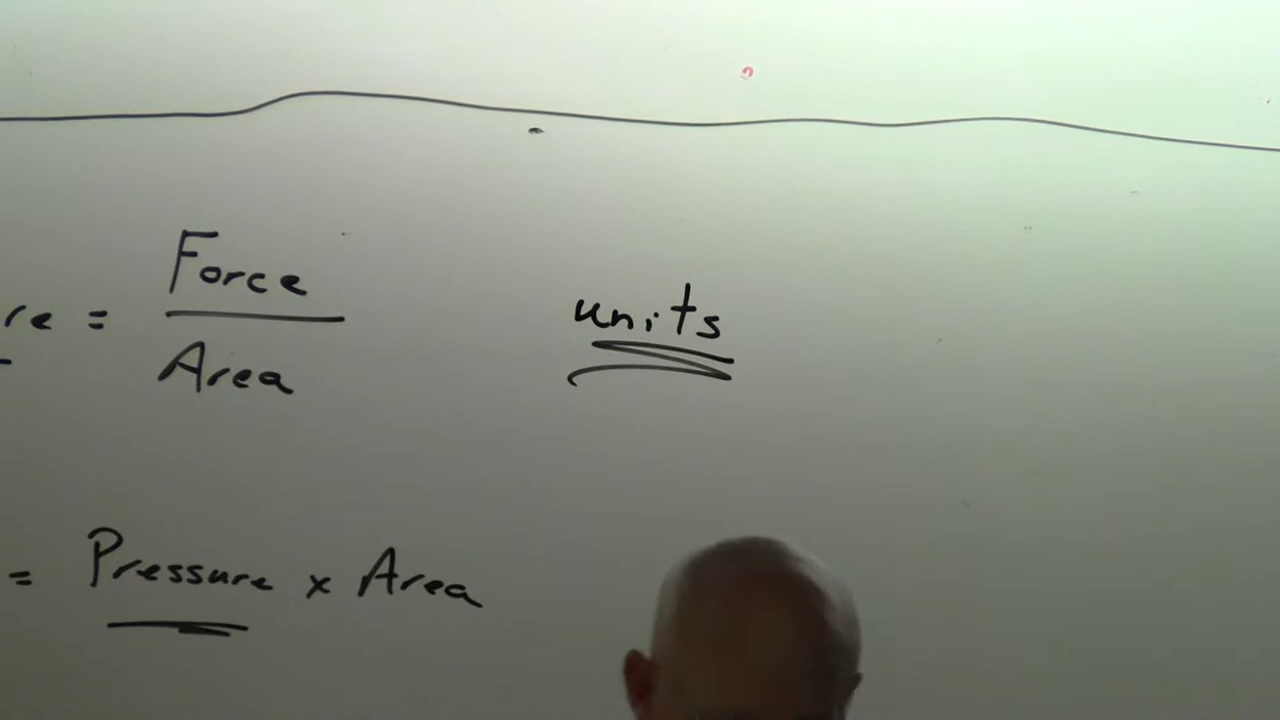 re = Force
Area
units
= Pressure x Area